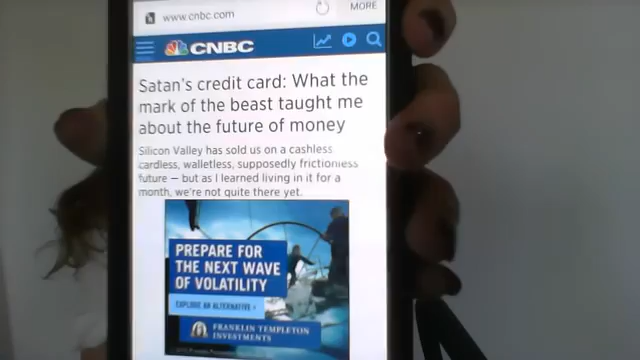 www.cnbc.com
MORE
CNBC
Satan's credit card: What the
mark of the beast taught me
about the future of money
Silicon Valley has sold us on a cashless
cardless, walletless, supposedly frictionless
future – but as I learned living in it for a
month, we're not quite there yet.
PREPARE FOR
THE NEXT WAVE
OF VOLATILITY
EXPLORE AN ALTERNATIVE ›
FRANKLIN TEMPLETON
INVESTMENTS